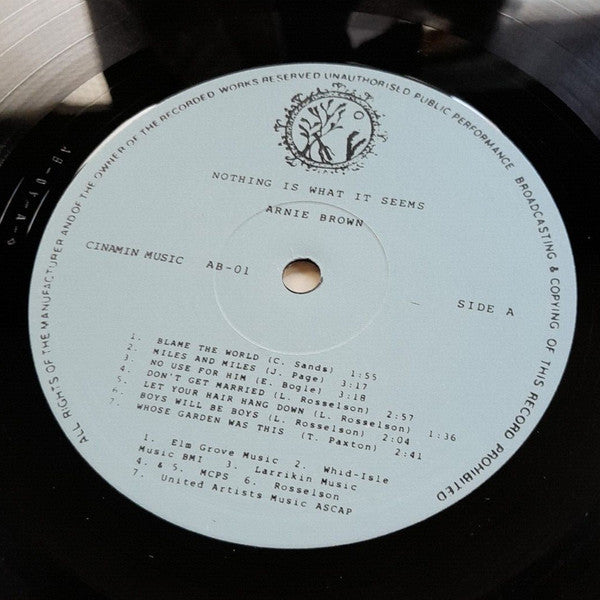 ALL RIGHTS OF THE MANUFACTURER AND OF THE OWNER OF THE RECORDED WORKS RESERVED UNAUTHORISED PUBLIC PERFORMANCE BROADCASTING & COPYING OF THIS RECORD PROHIBITED
NOTHING IS WHAT IT SEEMS
ARNIE BROWN
CINAMIN MUSIC AB-01
SIDE A
1. BLAME THE WORLD (C. Sands) 1:55
2. MILES AND MILES (J. Page) 3:17
3. NO USE FOR HIM (E. Bogle) 3:18
4. DON'T GET MARRIED (L. Rosselson) 2:57
5. LET YOUR HAIR HANG DOWN (L. Rosselson) 1:36
6. BOYS WILL BE BOYS (L. Rosselson) 2:04
7. WHOSE GARDEN WAS THIS (T. Paxton) 2:41
1. Elm Grove Music 2. Whid-Isle
Music BMI 3. Larrikin Music
4. & 5. MCPS 6. Rosselson
7. United Artists Music ASCAP